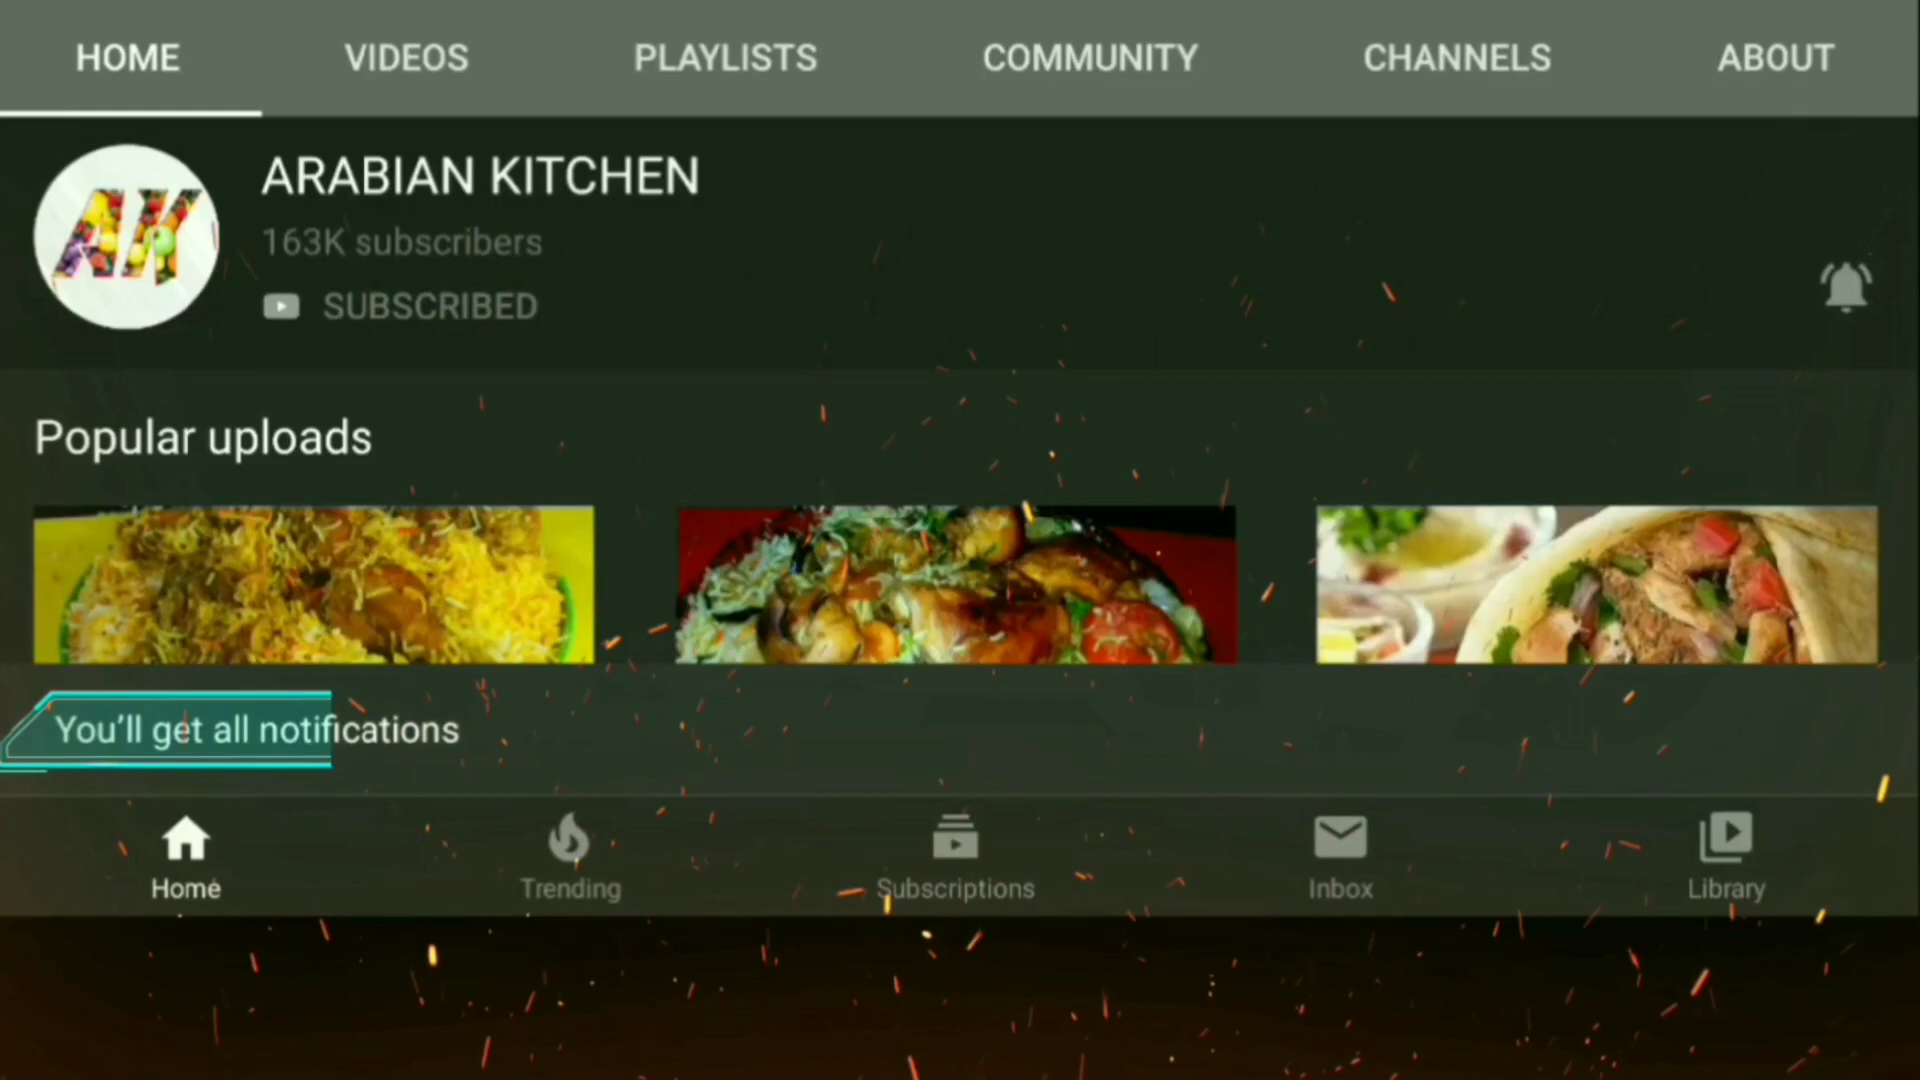 HOME VIDEOS PLAYLISTS COMMUNITY CHANNELS ABOUT
AK
ARABIAN KITCHEN
163K subscribers
SUBSCRIBED
Popular uploads
You’ll get all notifications
Home Trending Subscriptions Inbox Library